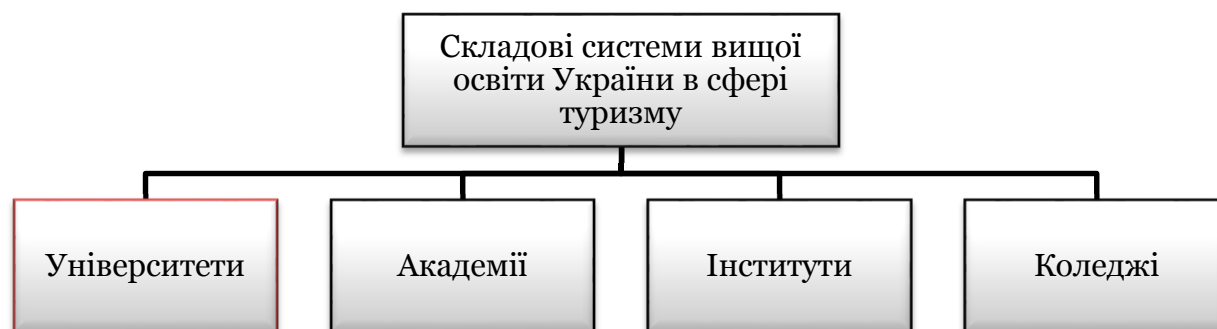 Складові системи вищої
освіти України в сфері
туризму
Університети
Академії
Інститути
Коледжі